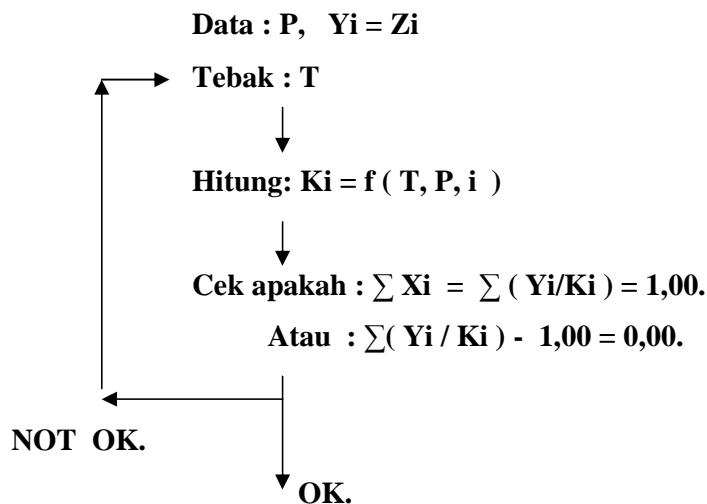 Data : P, Yi = Zi
Tebak : T
Hitung: Ki = f ( T, P, i )
Cek apakah : ∑ Xi = ∑ ( Yi/Ki ) = 1,00.
Atau : ∑( Yi / Ki ) - 1,00 = 0,00.
NOT OK.
OK.